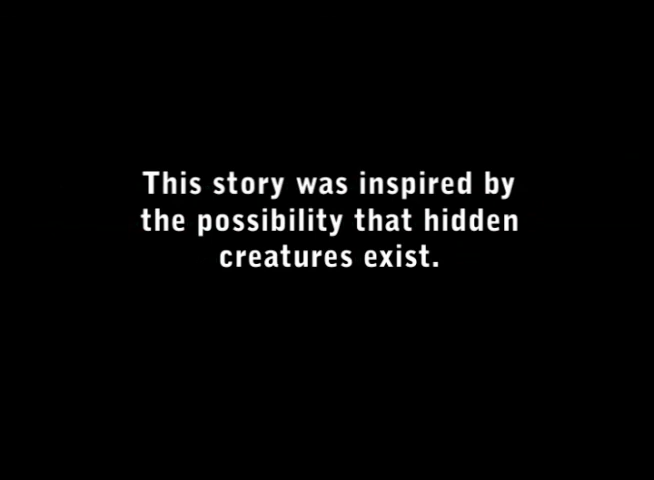 This story was inspired by
the possibility that hidden
creatures exist.